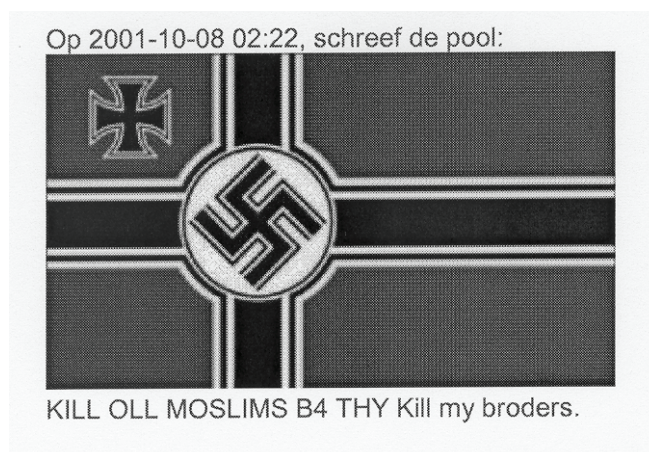 Op 2001-10-08 02:22, schreef de pool:
KILL OLL MOSLIMS B4 THY Kill my broders.